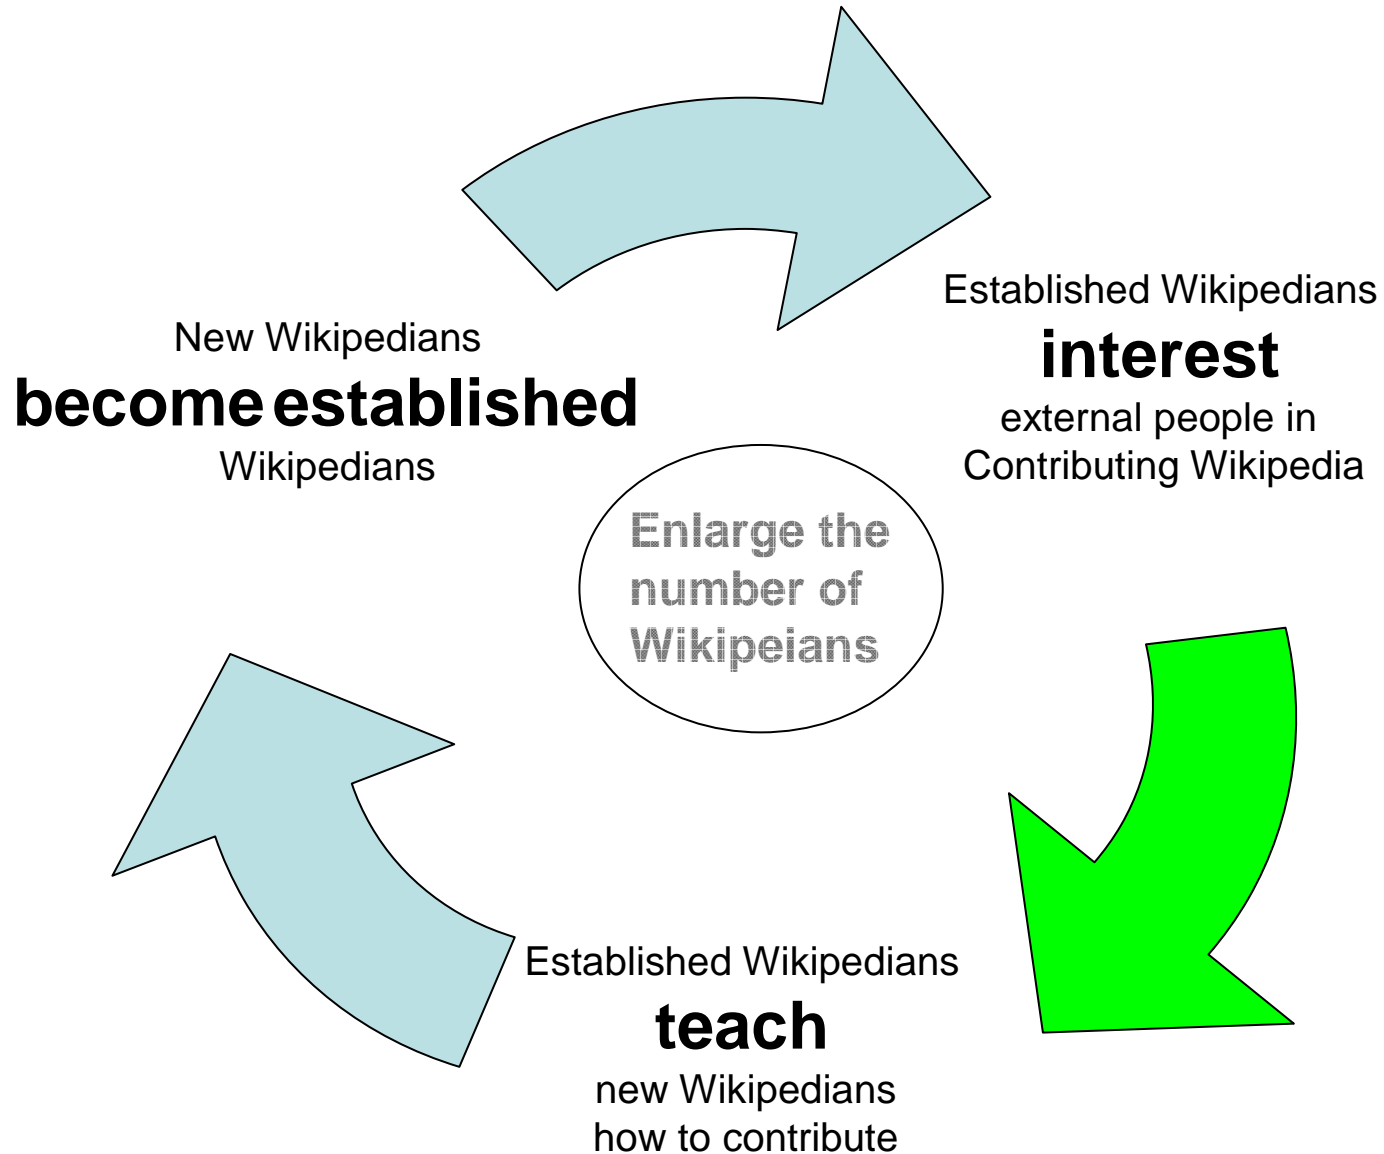 New Wikipedians
become established
Wikipedians
Established Wikipedians
interest
external people in
Contributing Wikipedia
Enlarge the
number of
Wikipeians
Established Wikipedians
teach
new Wikipedians
how to contribute